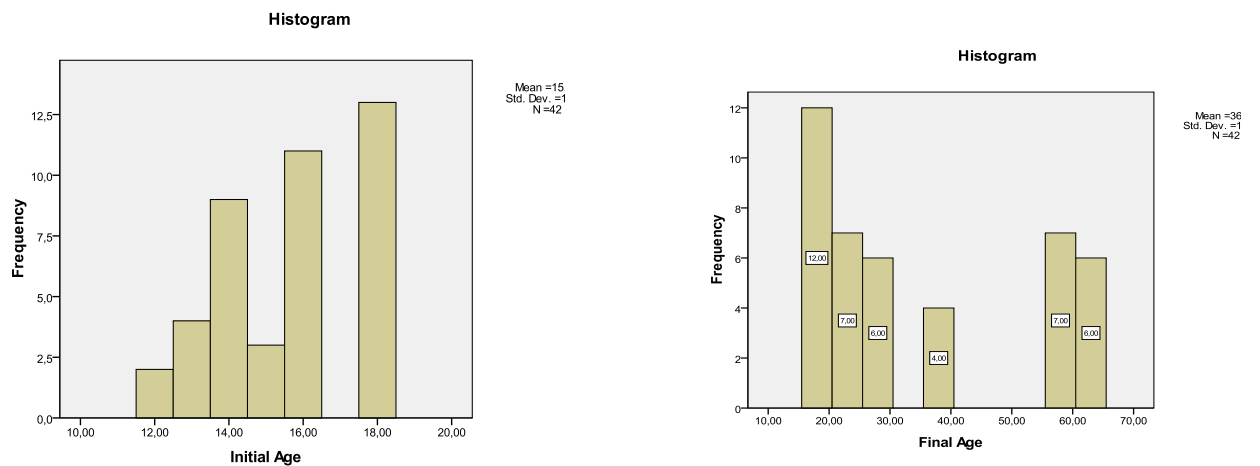 Histogram
Mean =15
Std. Dev. =1
N =42
Frequency
12,5
10,0
7,5
5,0
2,5
0,0
10,00 12,00 14,00 16,00 18,00 20,00
Initial Age
Histogram
Mean =36
Std. Dev. =1
N =42
Frequency
12
10
8
6
4
2
0
12,00
7,00
6,00
4,00
7,00
6,00
10,00 20,00 30,00 40,00 50,00 60,00 70,00
Final Age